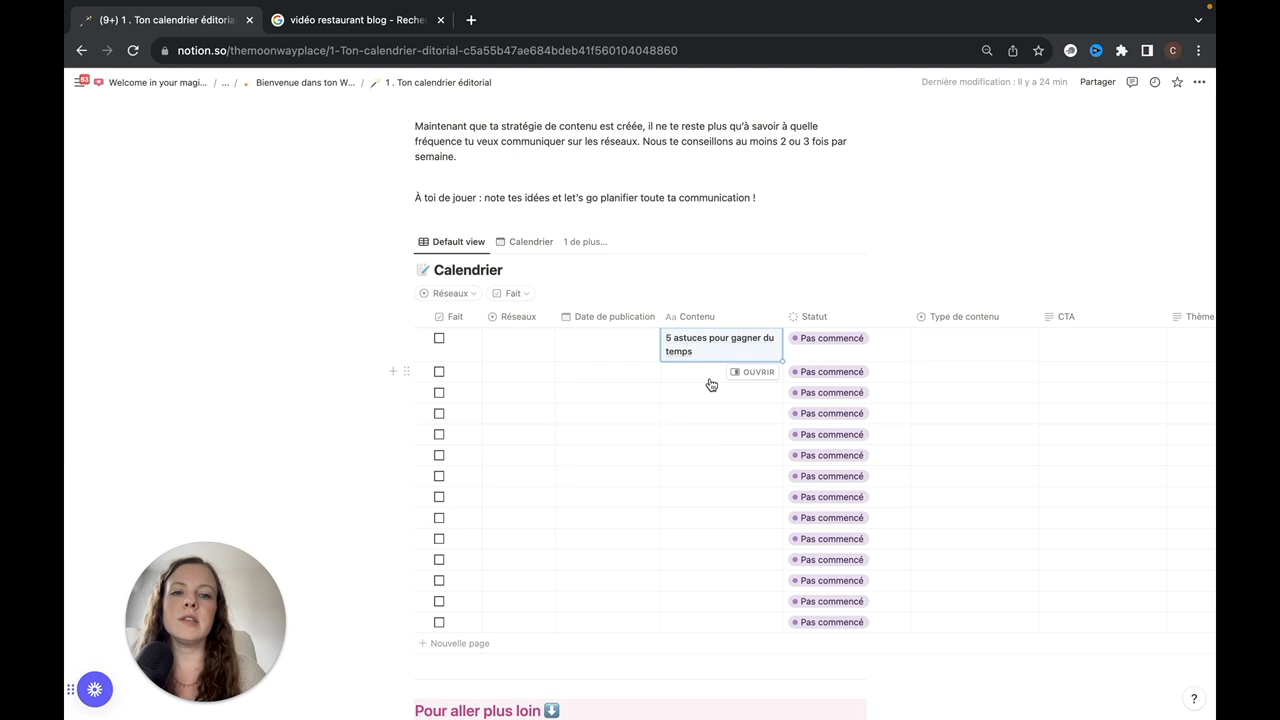 (9+) 1 . Ton calendrier éditoria
vidéo restaurant blog - Recher
notion.so/themoonwayplace/1-Ton-calendrier-ditorial-c5a55b47ae684bdeb41f560104048860
C
63
Welcome in your magi... / ... / Bienvenue dans ton W... / 1 . Ton calendrier éditorial
Dernière modification : Il y a 24 min
Partager
Maintenant que ta stratégie de contenu est créée, il ne te reste plus qu'à savoir à quelle
fréquence tu veux communiquer sur les réseaux. Nous te conseillons au moins 2 ou 3 fois par
semaine.
À toi de jouer : note tes idées et let's go planifier toute ta communication !
Default view
Calendrier
1 de plus...
Calendrier
Réseaux
Fait
Fait
Réseaux
Date de publication
Aa Contenu
Statut
Type de contenu
CTA
Thème
5 astuces pour gagner du
temps
Pas commencé
OUVRIR
Pas commencé
Pas commencé
Pas commencé
Pas commencé
Pas commencé
Pas commencé
Pas commencé
Pas commencé
Pas commencé
Pas commencé
Pas commencé
Pas commencé
Pas commencé
+ Nouvelle page
Pour aller plus loin
?